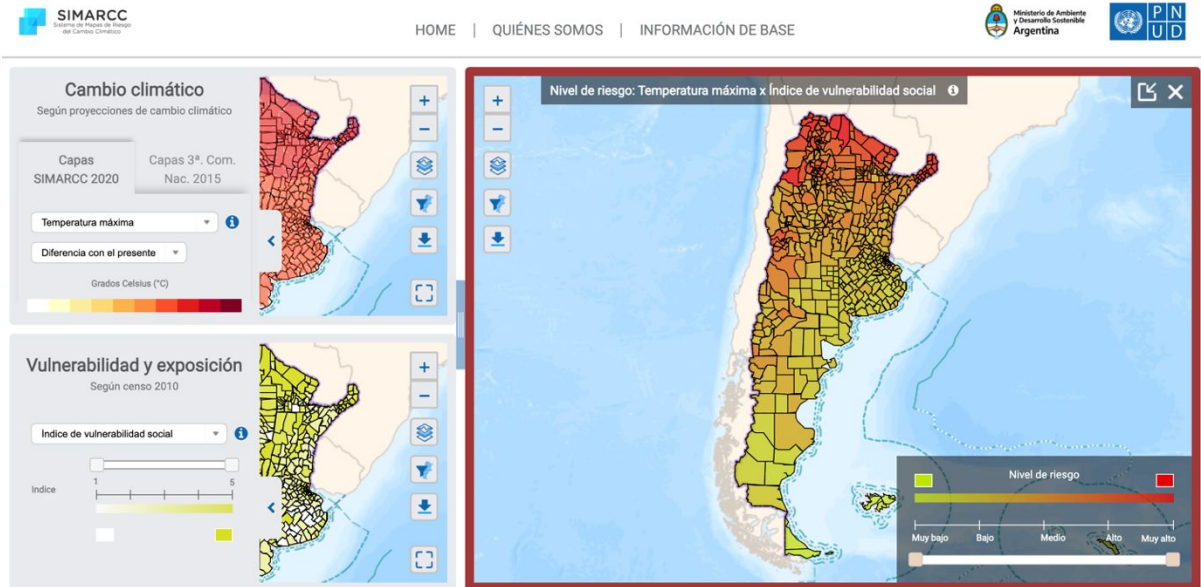 SIMARCC
Sistema de Mapas de Riesgo
del Cambio Climático
HOME | QUIÉNES SOMOS | INFORMACIÓN DE BASE
Ministerio de Ambiente
y Desarrollo Sostenible
Argentina
P N
U D
Cambio climático
Según proyecciones de cambio climático
Capas
SIMARCC 2020
Capas 3ª. Com.
Nac. 2015
Temperatura máxima
Diferencia con el presente
Grados Celsius (°C)
Vulnerabilidad y exposición
Según censo 2010
Indice de vulnerabilidad social
Indice
1 5
Nivel de riesgo: Temperatura máxima x Índice de vulnerabilidad social
Nivel de riesgo
Muy bajo Bajo Medio Alto Muy alto